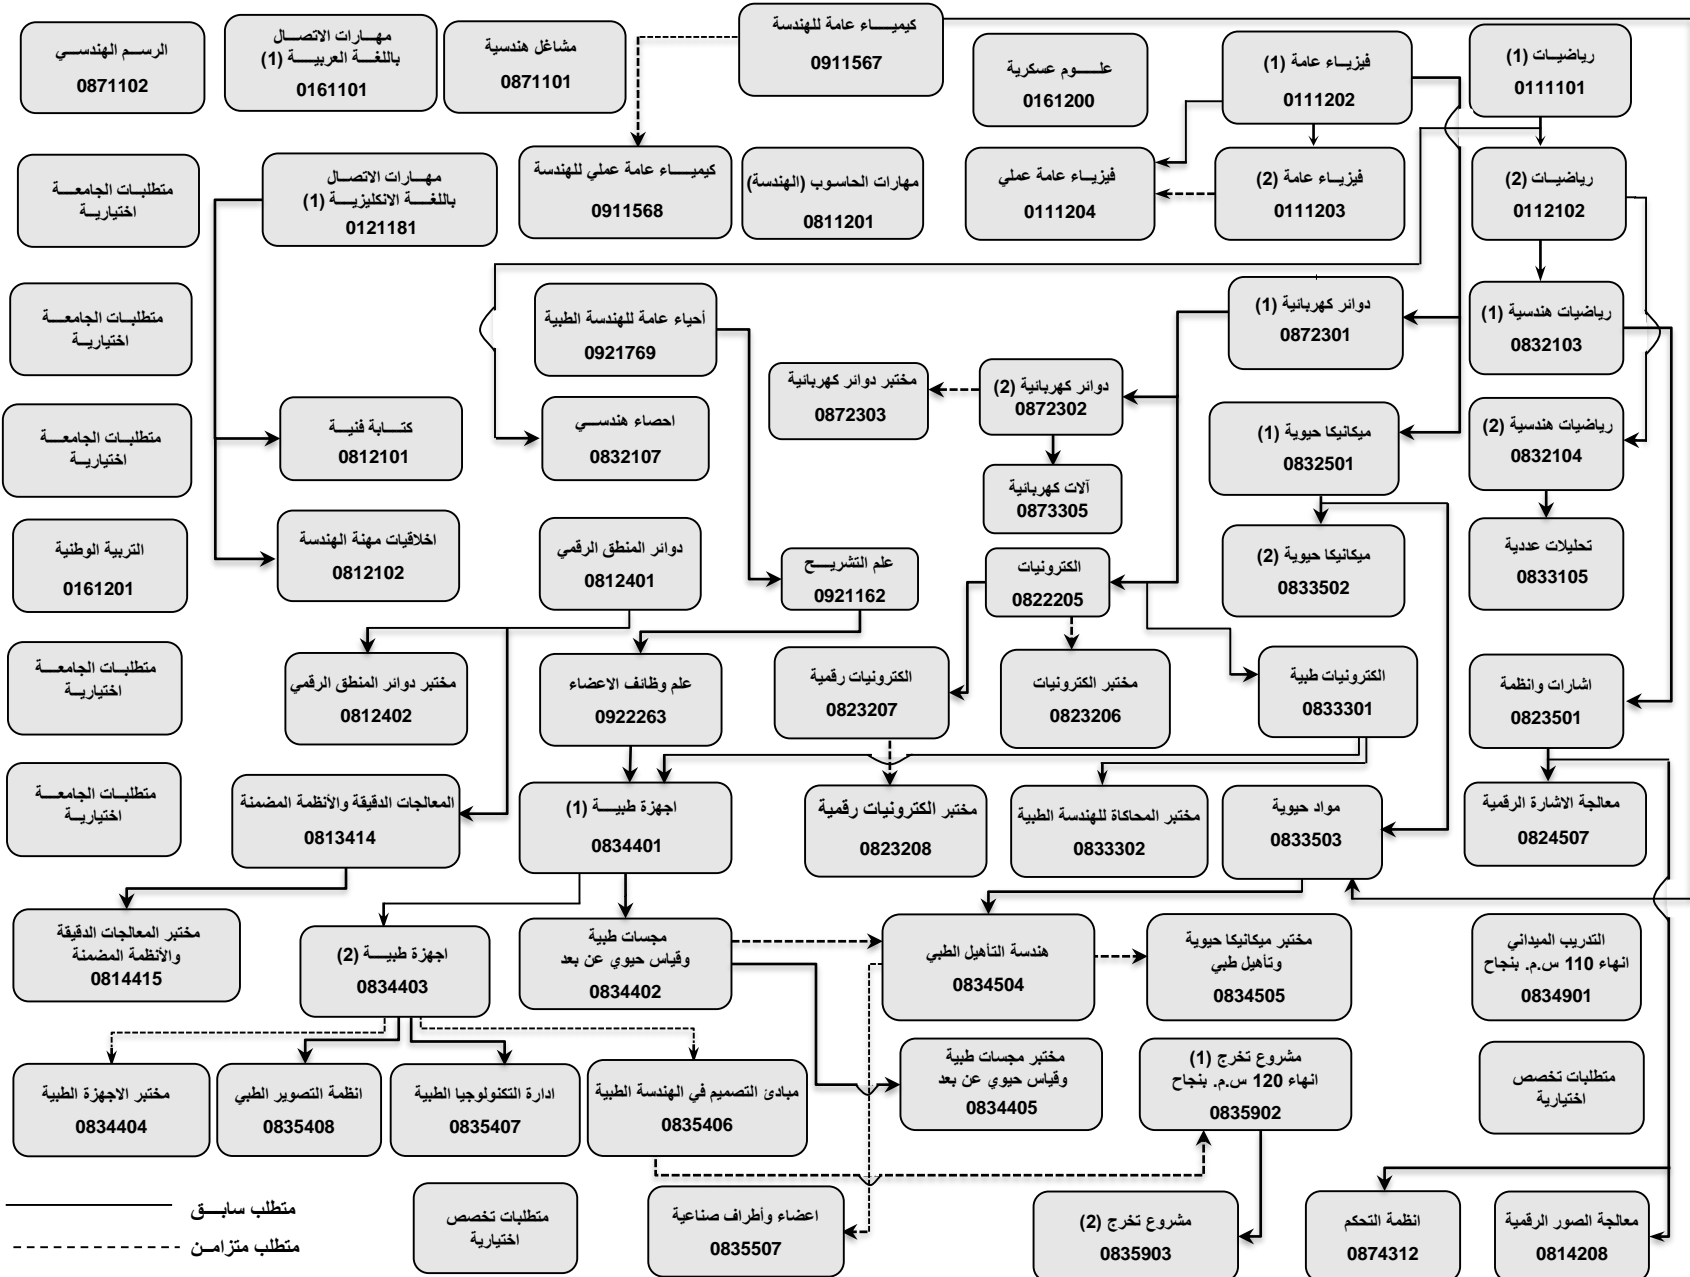 رياضيات (1)
0111101
فيزياء عامة (1)
0111202
علوم عسكرية
0161200
كيمياء عامة للهندسة
0911567
مشاغل هندسية
0871101
مهارات الاتصال
باللغة العربية (1)
0161101
الرسم الهندسي
0871102
رياضيات (2)
0112102
فيزياء عامة (2)
0111203
فيزياء عامة عملي
0111204
مهارات الحاسوب (الهندسة)
0811201
كيمياء عامة عملي للهندسة
0911568
مهارات الاتصال
باللغة الانكليزية (1)
0121181
متطلبات الجامعة
اختيارية
رياضيات هندسية (1)
0832103
دوائر كهربائية (1)
0872301
أحياء عامة للهندسة الطبية
0921769
متطلبات الجامعة
اختيارية
رياضيات هندسية (2)
0832104
ميكانيكا حيوية (1)
0832501
دوائر كهربائية (2)
0872302
مختبر دوائر كهربائية
0872303
احصاء هندسي
0832107
كتابة فنية
0812101
متطلبات الجامعة
اختيارية
آلات كهربائية
0873305
تحليلات عددية
0833105
ميكانيكا حيوية (2)
0833502
الكترونيات
0822205
علم التشريح
0921162
دوائر المنطق الرقمي
0812401
اخلاقيات مهنة الهندسة
0812102
التربية الوطنية
0161201
اشارات وانظمة
0823501
الكترونيات طبية
0833301
مختبر الكترونيات
0823206
الكترونيات رقمية
0823207
علم وظائف الاعضاء
0922263
مختبر دوائر المنطق الرقمي
0812402
متطلبات الجامعة
اختيارية
معالجة الاشارة الرقمية
0824507
مواد حيوية
0833503
مختبر المحاكاة للهندسة الطبية
0833302
مختبر الكترونيات رقمية
0823208
اجهزة طبية (1)
0834401
المعالجات الدقيقة والأنظمة المضمنة
0813414
متطلبات الجامعة
اختيارية
التدريب الميداني
انهاء 110 س.م. بنجاح
0834901
مختبر ميكانيكا حيوية
وتأهيل طبي
0834505
هندسة التأهيل الطبي
0834504
مجسات طبية
وقياس حيوي عن بعد
0834402
اجهزة طبية (2)
0834403
مختبر المعالجات الدقيقة
والأنظمة المضمنة
0814415
متطلبات تخصص
اختيارية
مشروع تخرج (1)
انهاء 120 س.م. بنجاح
0835902
مختبر مجسات طبية
وقياس حيوي عن بعد
0834405
مبادئ التصميم في الهندسة الطبية
0835406
ادارة التكنولوجيا الطبية
0835407
انظمة التصوير الطبي
0835408
مختبر الاجهزة الطبية
0834404
معالجة الصور الرقمية
0814208
انظمة التحكم
0874312
مشروع تخرج (2)
0835903
اعضاء وأطراف صناعية
0835507
متطلبات تخصص
اختيارية
متطلب سابق
متطلب متزامن